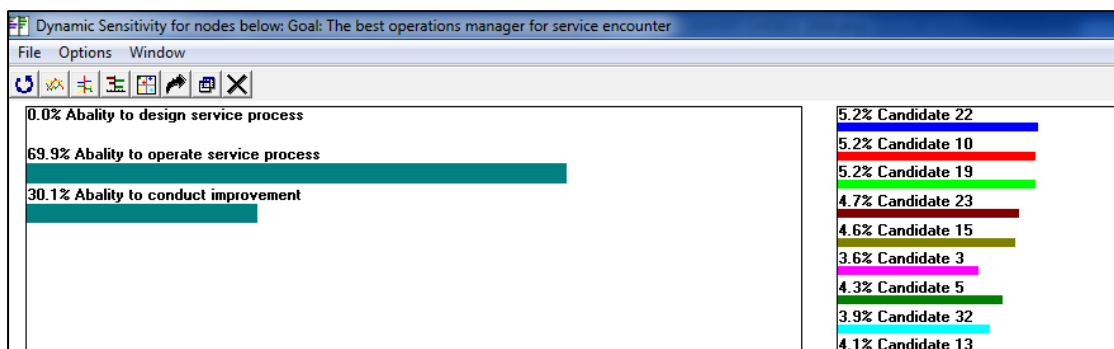 Dynamic Sensitivity for nodes below: Goal: The best operations manager for service encounter
File Options Window
0.0% Abality to design service process
69.9% Abality to operate service process
30.1% Abality to conduct improvement
5.2% Candidate 22
5.2% Candidate 10
5.2% Candidate 19
4.7% Candidate 23
4.6% Candidate 15
3.6% Candidate 3
4.3% Candidate 5
3.9% Candidate 32
4.1% Candidate 13